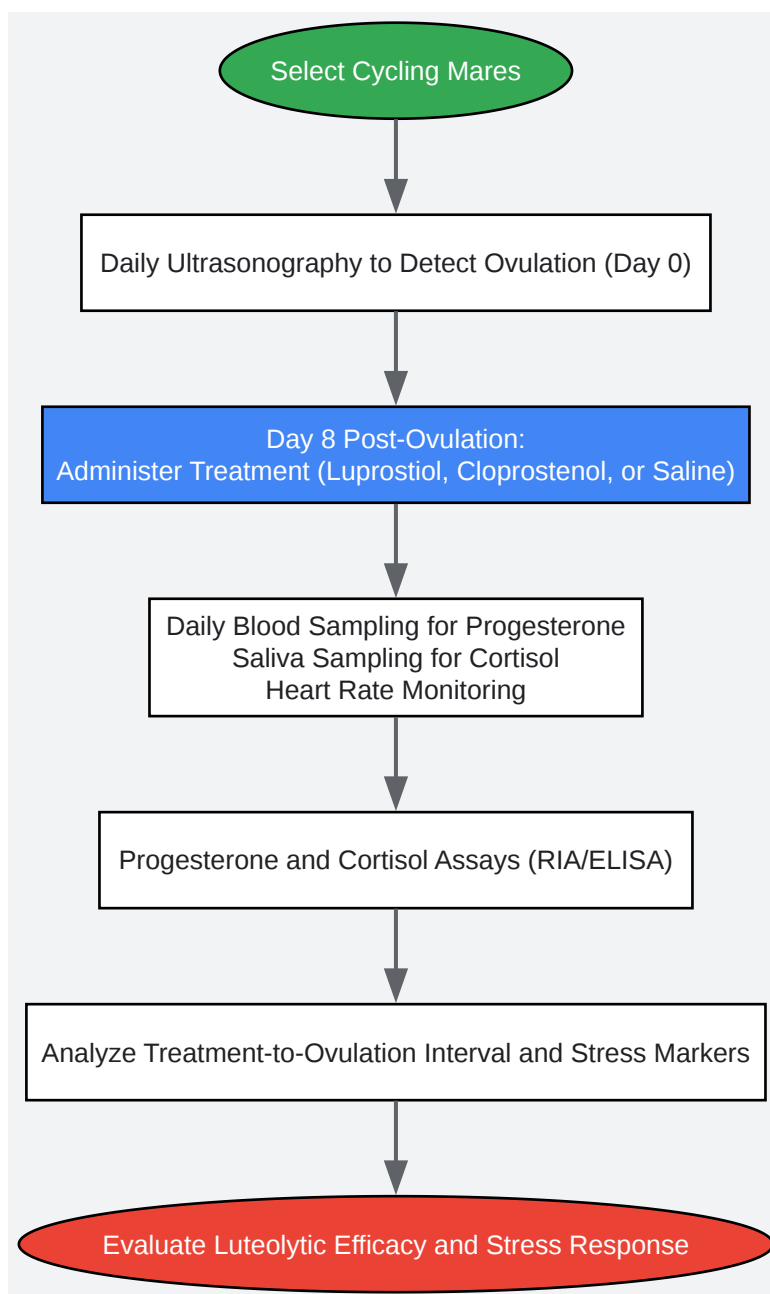 Select Cycling Mares
Daily Ultrasonography to Detect Ovulation (Day 0)
Day 8 Post-Ovulation:
Administer Treatment (Luprostiol, Cloprostenol, or Saline)
Daily Blood Sampling for Progesterone
Saliva Sampling for Cortisol
Heart Rate Monitoring
Progesterone and Cortisol Assays (RIA/ELISA)
Analyze Treatment-to-Ovulation Interval and Stress Markers
Evaluate Luteolytic Efficacy and Stress Response